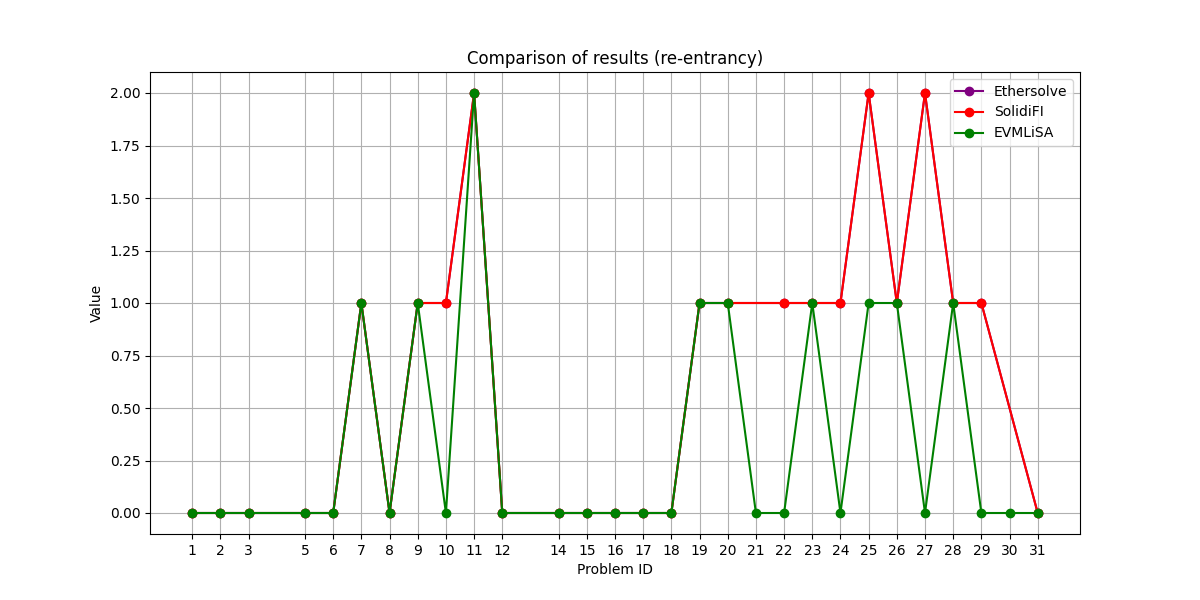 Comparison of results (re-entrancy)
Ethersolve
SolidiFI
EVMLiSA
2.00
1.75
1.50
1.25
1.00
0.75
0.50
0.25
0.00
Value
1 2 3 5 6 7 8 9 10 11 12 14 15 16 17 18 19 20 21 22 23 24 25 26 27 28 29 30 31
Problem ID